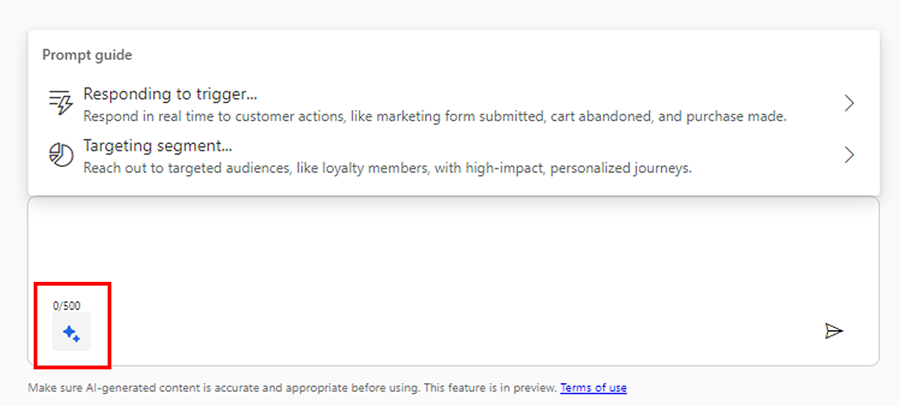 Prompt guide
Responding to trigger...
Respond in real time to customer actions, like marketing form submitted, cart abandoned, and purchase made.
Targeting segment...
Reach out to targeted audiences, like loyalty members, with high-impact, personalized journeys.
0/500
Make sure AI-generated content is accurate and appropriate before using. This feature is in preview. Terms of use